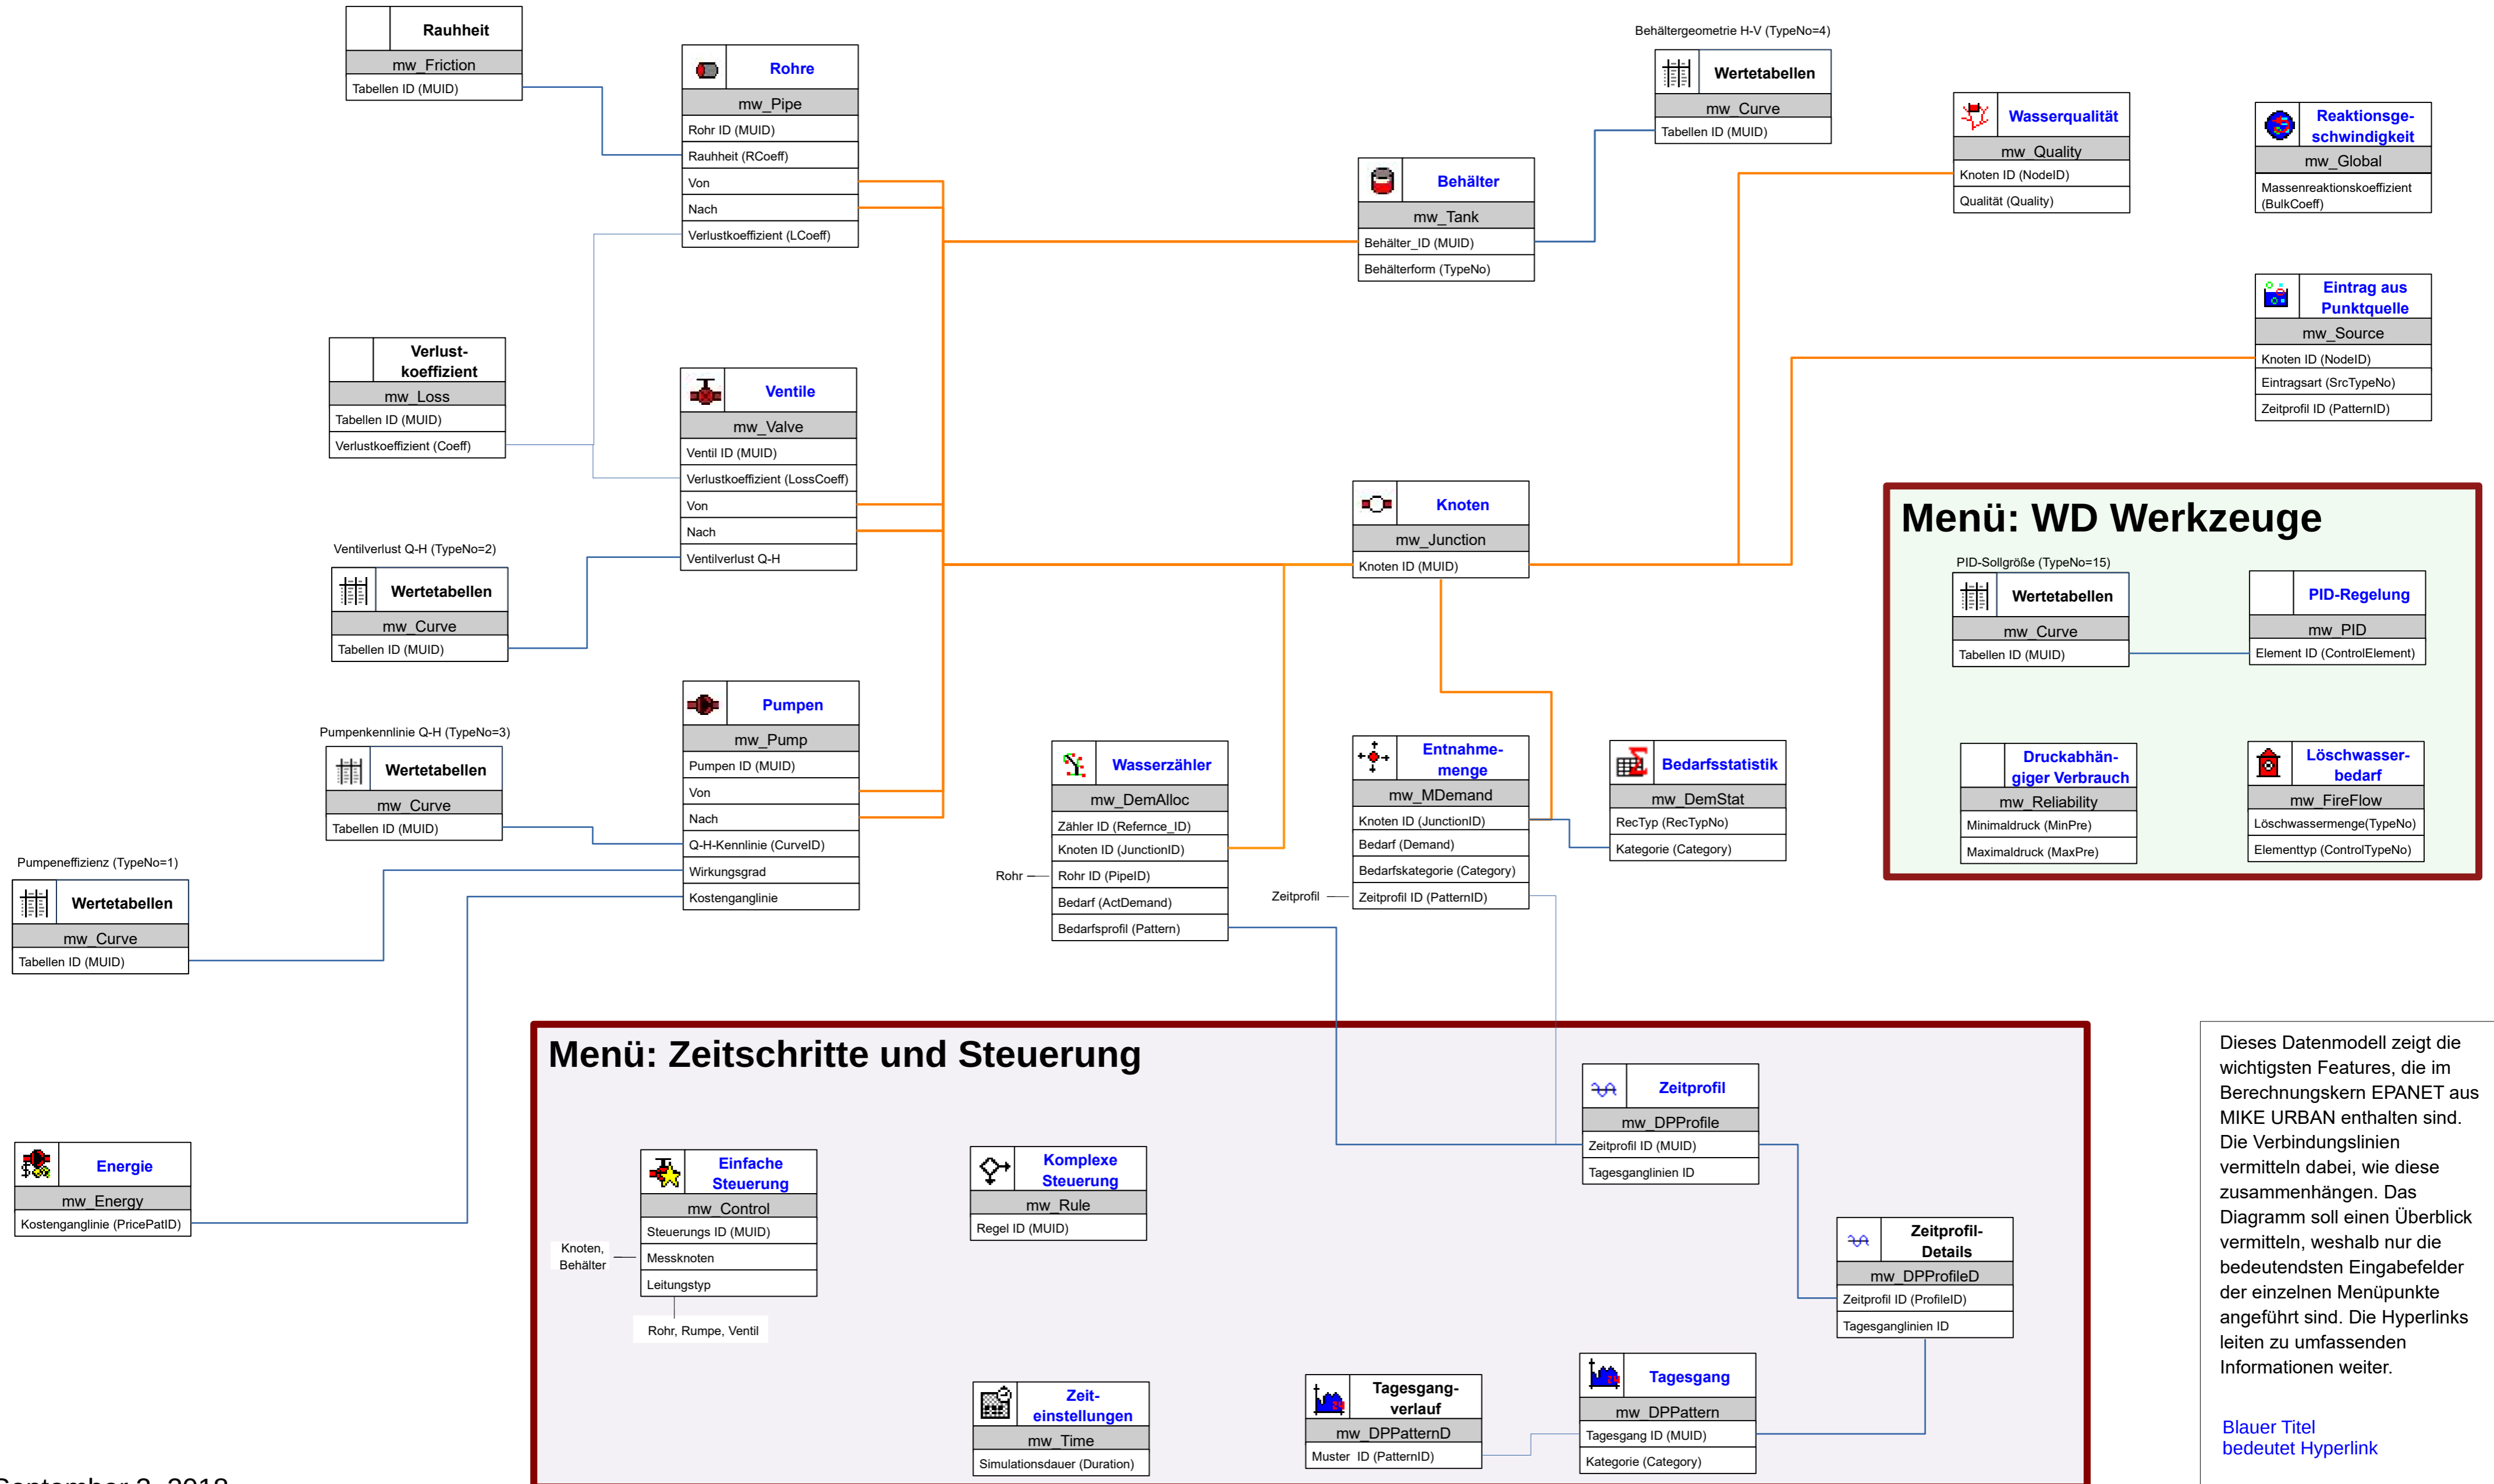 Rauhheit
mw_Friction
Tabellen ID (MUID)
Rohre
mw_Pipe
Rohr ID (MUID)
Rauhheit (RCoeff)
Von
Nach
Verlustkoeffizient (LCoeff)
Behältergeometrie H-V (TypeNo=4)
Wertetabellen
mw_Curve
Tabellen ID (MUID)
Behälter
mw_Tank
Behälter_ID (MUID)
Behälterform (TypeNo)
Wasserqualität
mw_Quality
Knoten ID (NodeID)
Qualität (Quality)
Reaktionsge-
schwindigkeit
mw_Global
Massenreaktionskoeffizient
(BulkCoeff)
Eintrag aus
Punktquelle
mw_Source
Knoten ID (NodeID)
Eintragsart (SrcTypeNo)
Zeitprofil ID (PatternID)
Verlust-
koeffizient
mw_Loss
Tabellen ID (MUID)
Verlustkoeffizient (Coeff)
Ventile
mw_Valve
Ventil ID (MUID)
Verlustkoeffizient (LossCoeff)
Von
Nach
Ventilverlust Q-H
Ventilverlust Q-H (TypeNo=2)
Wertetabellen
mw_Curve
Tabellen ID (MUID)
Knoten
mw_Junction
Knoten ID (MUID)
Menü: WD Werkzeuge
PID-Sollgröße (TypeNo=15)
Wertetabellen
mw_Curve
Tabellen ID (MUID)
PID-Regelung
mw_PID
Element ID (ControlElement)
Druckabhän-
giger Verbrauch
mw_Reliability
Minimaldruck (MinPre)
Maximaldruck (MaxPre)
Löschwasser-
bedarf
mw_FireFlow
Löschwassermenge(TypeNo)
Elementtyp (ControlTypeNo)
Pumpenkennlinie Q-H (TypeNo=3)
Wertetabellen
mw_Curve
Tabellen ID (MUID)
Pumpen
mw_Pump
Pumpen ID (MUID)
Von
Nach
Q-H-Kennlinie (CurveID)
Wirkungsgrad
Kostenganglinie
Wasserzähler
mw_DemAlloc
Zähler ID (Refernce_ID)
Knoten ID (JunctionID)
Rohr
Rohr ID (PipeID)
Bedarf (ActDemand)
Bedarfsprofil (Pattern)
Entnahme-
menge
mw_MDemand
Knoten ID (JunctionID)
Bedarf (Demand)
Bedarfskategorie (Category)
Zeitprofil
Zeitprofil ID (PatternID)
Bedarfsstatistik
mw_DemStat
RecTyp (RecTypNo)
Kategorie (Category)
Pumpeneffizienz (TypeNo=1)
Wertetabellen
mw_Curve
Tabellen ID (MUID)
Energie
mw_Energy
Kostenganglinie (PricePatID)
Menü: Zeitschritte und Steuerung
Einfache
Steuerung
mw_Control
Steuerungs ID (MUID)
Messknoten
Leitungstyp
Knoten,
Behälter
Rohr, Rumpe, Ventil
Komplexe
Steuerung
mw_Rule
Regel ID (MUID)
Zeitprofil
mw_DPProfile
Zeitprofil ID (MUID)
Tagesganglinien ID
Zeitprofil-
Details
mw_DPProfileD
Zeitprofil ID (ProfileID)
Tagesganglinien ID
Zeit-
einstellungen
mw_Time
Simulationsdauer (Duration)
Tagesgang-
verlauf
mw_DPPatternD
Muster  ID (PatternID)
Tagesgang
mw_DPPattern
Tagesgang ID (MUID)
Kategorie (Category)
Dieses Datenmodell zeigt die
wichtigsten Features, die im
Berechnungskern EPANET aus
MIKE URBAN enthalten sind.
Die Verbindungslinien
vermitteln dabei, wie diese
zusammenhängen. Das
Diagramm soll einen Überblick
vermitteln, weshalb nur die
bedeutendsten Eingabefelder
der einzelnen Menüpunkte
angeführt sind. Die Hyperlinks
leiten zu umfassenden
Informationen weiter.
Blauer Titel
bedeutet Hyperlink